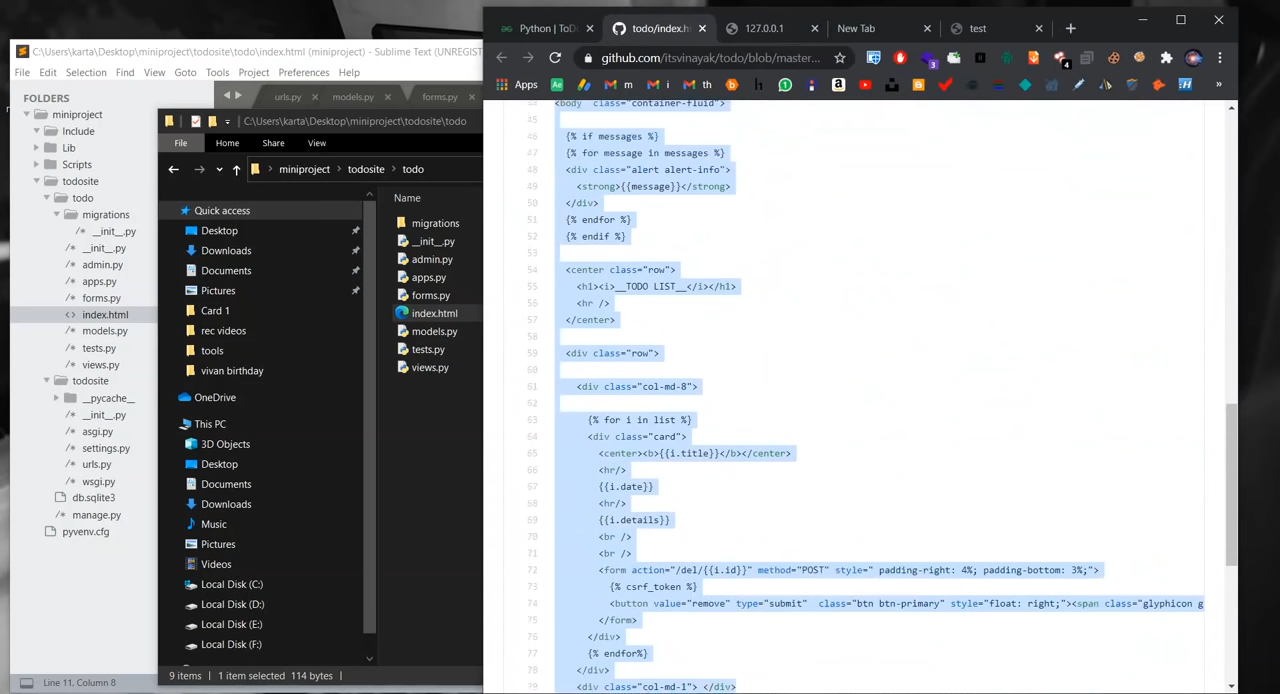 C:\Users\karta\Desktop\miniproject\todosite\todo\index.html (miniproject) - Sublime Text (UNREGIST
File Edit Selection Find View Goto Tools Project Preferences Help
FOLDERS
miniproject
Include
Lib
Scripts
todosite
todo
migrations
/* __init__.py
/* __init__.py
/* admin.py
/* apps.py
/* forms.py
<> index.html
/* models.py
/* tests.py
/* views.py
todosite
__pycache__
/* __init__.py
/* asgi.py
/* settings.py
/* urls.py
/* wsgi.py
db.sqlite3
/* manage.py
pyvenv.cfg
Line 11, Column 8
urls.py models.py forms.py
C:\Users\karta\Desktop\miniproject\todosite\todo
File Home Share View
miniproject > todosite > todo
Quick access
Desktop
Downloads
Documents
Pictures
Card 1
rec videos
tools
vivan birthday
OneDrive
This PC
3D Objects
Desktop
Documents
Downloads
Music
Pictures
Videos
Local Disk (C:)
Local Disk (D:)
Local Disk (E:)
Local Disk (F:)
Name
migrations
__init__.py
admin.py
apps.py
forms.py
index.html
models.py
tests.py
views.py
9 items 1 item selected 114 bytes
Python | ToD todo/index.h 127.0.0.1 New Tab test
github.com/itsvinayak/todo/blob/master...
Apps m i th
<body class="container-fluid">
45
46 {% if messages %}
47 {% for message in messages %}
48 <div class="alert alert-info">
49 <strong>{{message}}</strong>
50 </div>
51 {% endfor %}
52 {% endif %}
53
54 <center class="row">
55 <h1><i>__TODO LIST__</i></h1>
56 <hr />
57 </center>
58
59 <div class="row">
60
61 <div class="col-md-8">
62
63 {% for i in list %}
64 <div class="card">
65 <center><b>{{i.title}}</b></center>
66 <hr/>
67 {{i.date}}
68 <hr/>
69 {{i.details}}
70 <br />
71 <br />
72 <form action="/del/{{i.id}}" method="POST" style=" padding-right: 4%; padding-bottom: 3%;">
73 {% csrf_token %}
74 <button value="remove" type="submit" class="btn btn-primary" style="float: right;"><span class="glyphicon g
75 </form>
76 </div>
77 {% endfor%}
78 </div>
79 <div class="col-md-1"> </div>